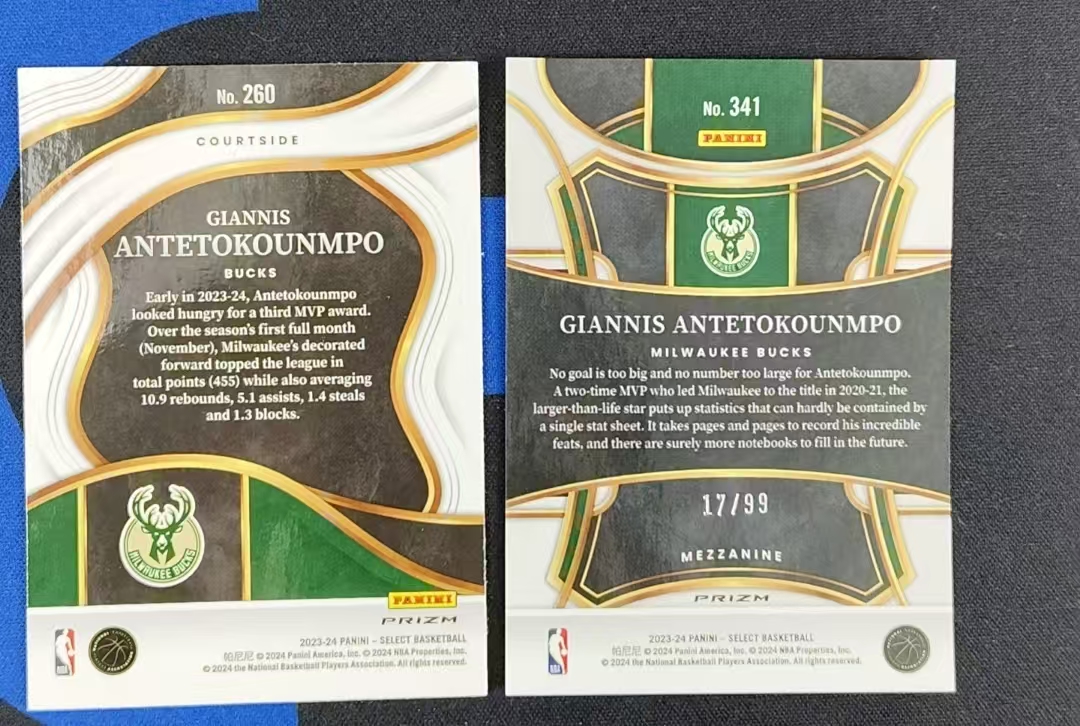 No. 260
COURTSIDE
GIANNIS
ANTETOKOUNMPO
BUCKS
Early in 2023-24, Antetokounmpo
looked hungry for a third MVP award.
Over the season's first full month
(November), Milwaukee's decorated
forward topped the league in
total points (455) while also averaging
10.9 rebounds, 5.1 assists, 1.4 steals
and 1.3 blocks.
MILWAUKEE BUCKS
PANINI
PRIZM
NBA
2023-24 PANINI – SELECT BASKETBALL
帕尼尼 © 2024 Panini America, Inc. © 2024 NBA Properties, Inc.
© 2024 the National Basketball Players Association. All rights reserved.
No. 341
PANINI
MILWAUKEE BUCKS
GIANNIS ANTETOKOUNMPO
MILWAUKEE BUCKS
No goal is too big and no number too large for Antetokounmpo.
A two-time MVP who led Milwaukee to the title in 2020-21, the
larger-than-life star puts up statistics that can hardly be contained by
a single stat sheet. It takes pages and pages to record his incredible
feats, and there are surely more notebooks to fill in the future.
17/99
MEZZANINE
PRIZM
NBA
2023-24 PANINI – SELECT BASKETBALL
帕尼尼 © 2024 Panini America, Inc. © 2024 NBA Properties, Inc.
© 2024 the National Basketball Players Association. All rights reserved.